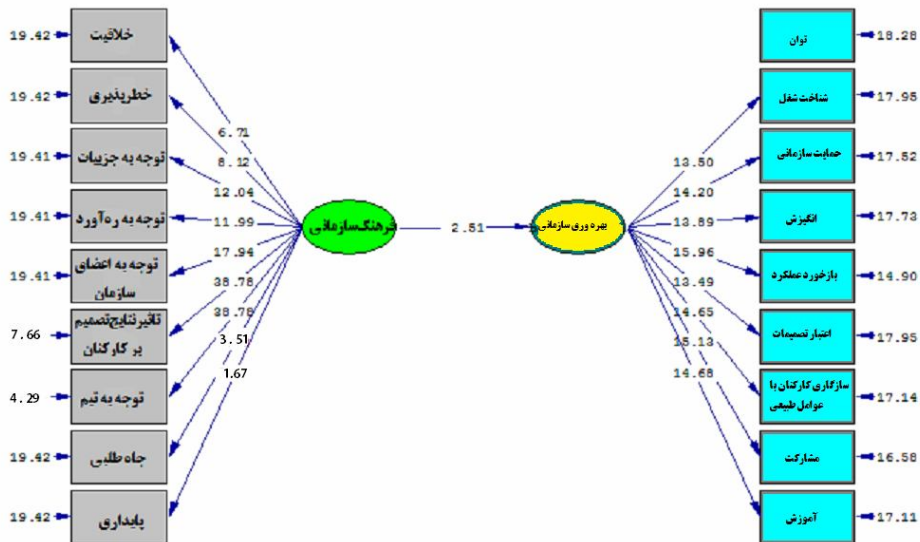 19.42
خلاقیت
19.42
خطرپذیری
19.41
توجه به جزییات
19.41
توجه به ره‌آورد
19.41
توجه به اعضای
سازمان
7.66
تاثیر نتایج تصمیم
بر کارکنان
4.29
توجه به تیم
19.42
جاه طلبی
19.42
پایداری
6.71
8.12
12.04
11.99
17.94
38.78
38.78
3.51
1.67
فرهنگ سازمانی
2.51
بهره وری سازمانی
13.50
14.20
13.89
15.96
13.49
14.65
15.13
14.68
توان
18.28
شناخت شغل
17.95
حمایت سازمانی
17.52
انگیزش
17.73
بازخورد عملکرد
14.90
اعتبار تصمیمات
17.95
سازگاری کارکنان با
عوامل طبیعی
17.14
مشارکت
16.58
آموزش
17.11